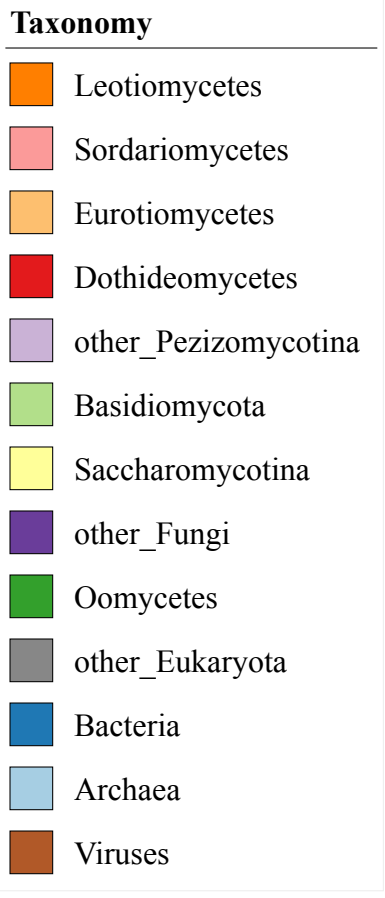 Taxonomy
Leotiomycetes
Sordariomycetes
Eurotiomycetes
Dothideomycetes
other_Pezizomycotina
Basidiomycota
Saccharomycotina
other_Fungi
Oomycetes
other_Eukaryota
Bacteria
Archaea
Viruses